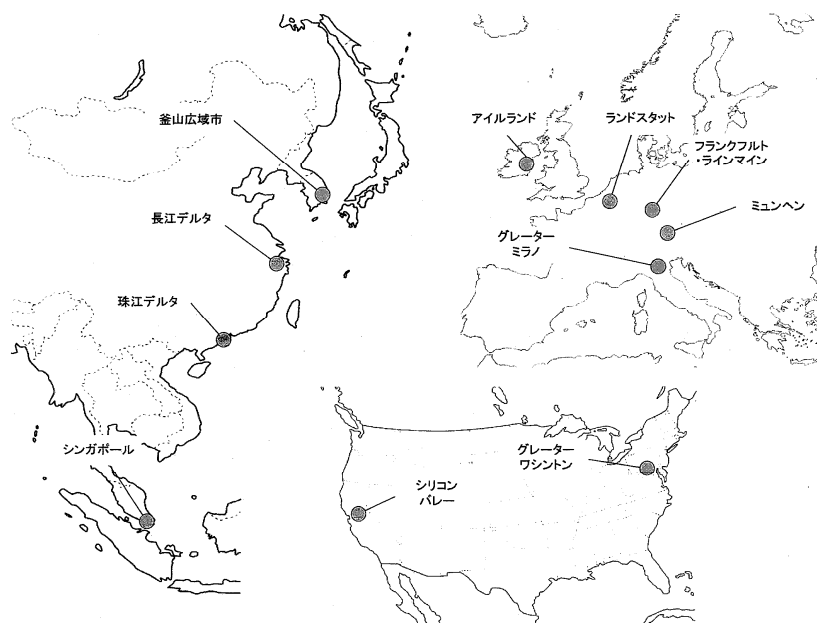 釜山広域市
長江デルタ
珠江デルタ
シンガポール
アイルランド
ランドスタット
フランクフルト
・ラインマイン
ミュンヘン
グレーター
ミラノ
グレーター
ワシントン
シリコン
バレー